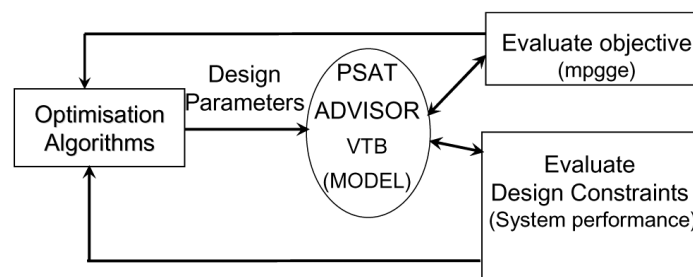 Optimisation
Algorithms
Design
Parameters
PSAT
ADVISOR
VTB
(MODEL)
Evaluate objective
(mpgge)
Evaluate
Design Constraints
(System performance)